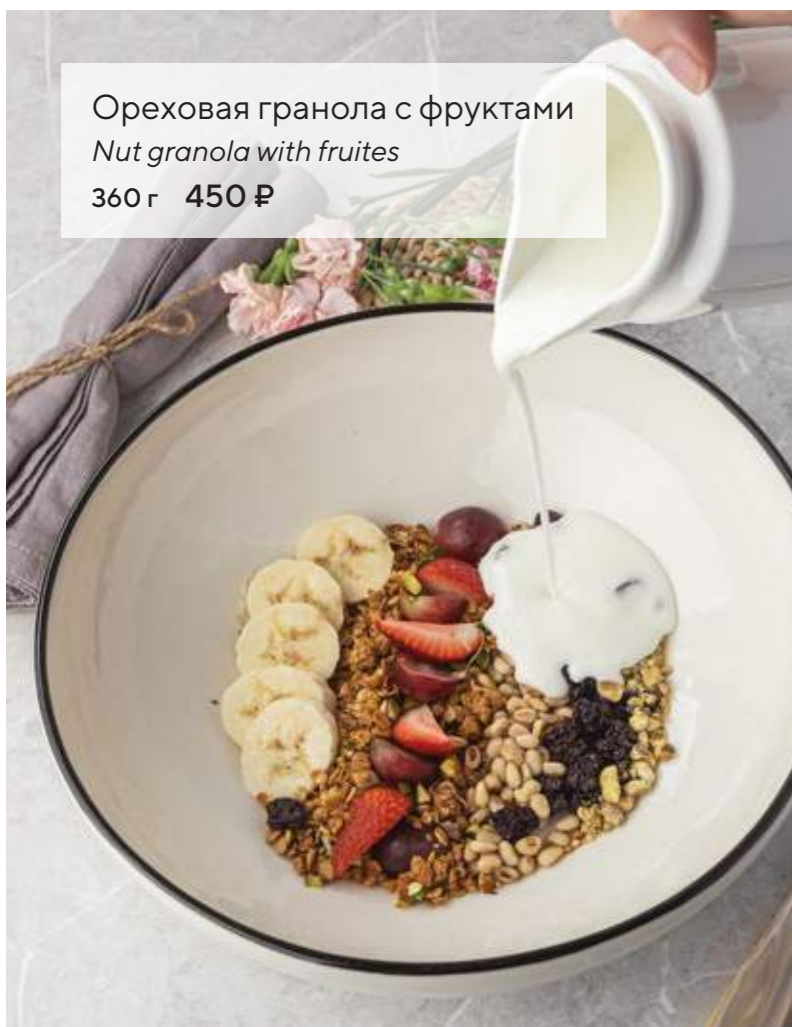 Ореховая гранола с фруктами
Nut granola with fruites
360 г 450 ₽